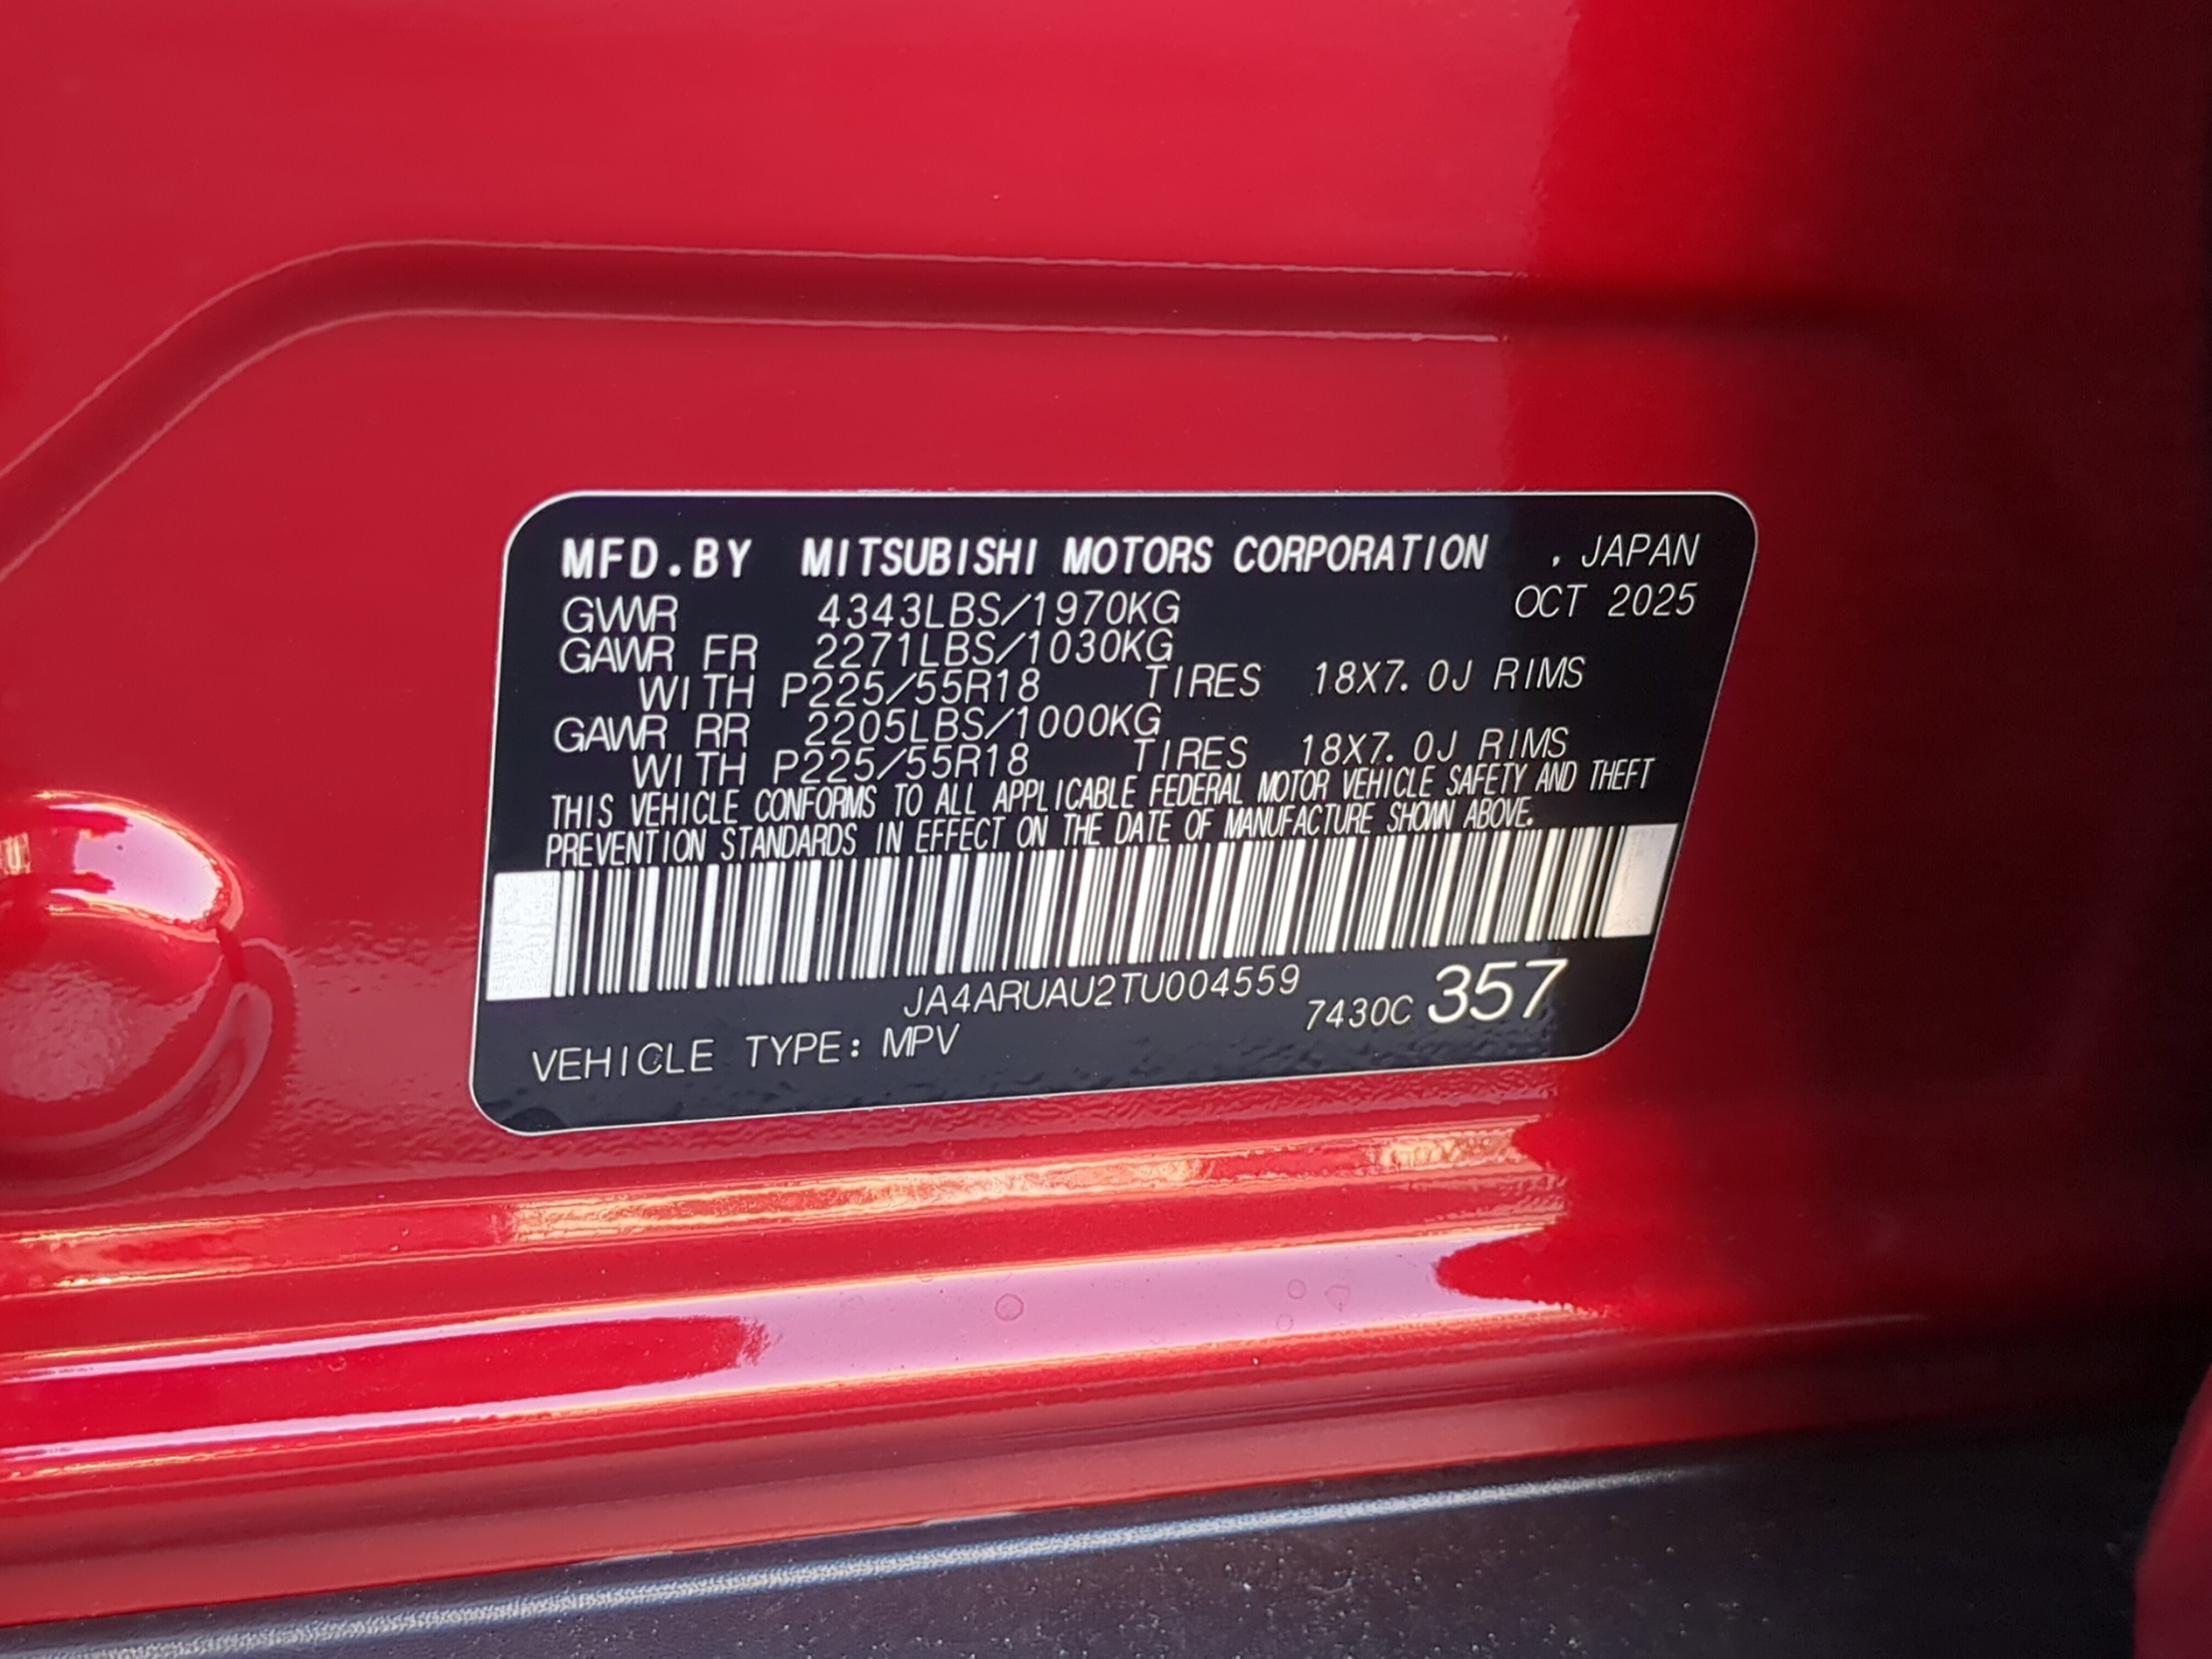 MFD.BY MITSUBISHI MOTORS CORPORATION , JAPAN
GVWR 4343LBS/1970KG OCT 2025
GAWR FR 2271LBS/1030KG
WITH P225/55R18 TIRES 18X7.0J RIMS
GAWR RR 2205LBS/1000KG
WITH P225/55R18 TIRES 18X7.0J RIMS
THIS VEHICLE CONFORMS TO ALL APPLICABLE FEDERAL MOTOR VEHICLE SAFETY AND THEFT
PREVENTION STANDARDS IN EFFECT ON THE DATE OF MANUFACTURE SHOWN ABOVE.
JA4ARUAU2TU004559
7430C 357
VEHICLE TYPE: MPV